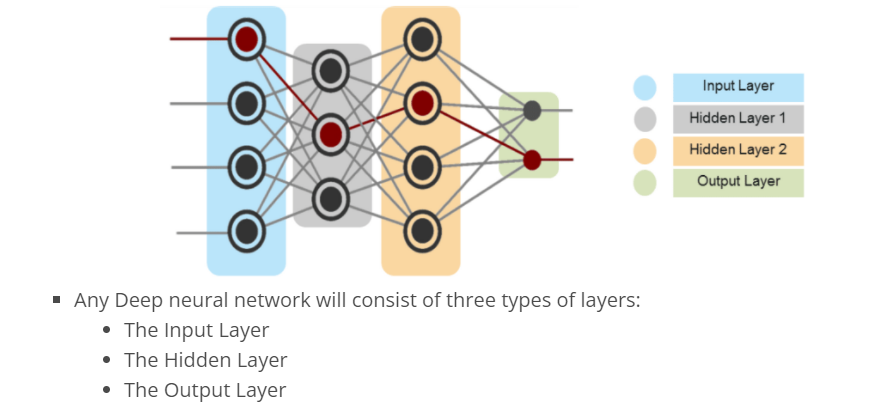 Input Layer
Hidden Layer 1
Hidden Layer 2
Output Layer
▪ Any Deep neural network will consist of three types of layers:
• The Input Layer
• The Hidden Layer
• The Output Layer